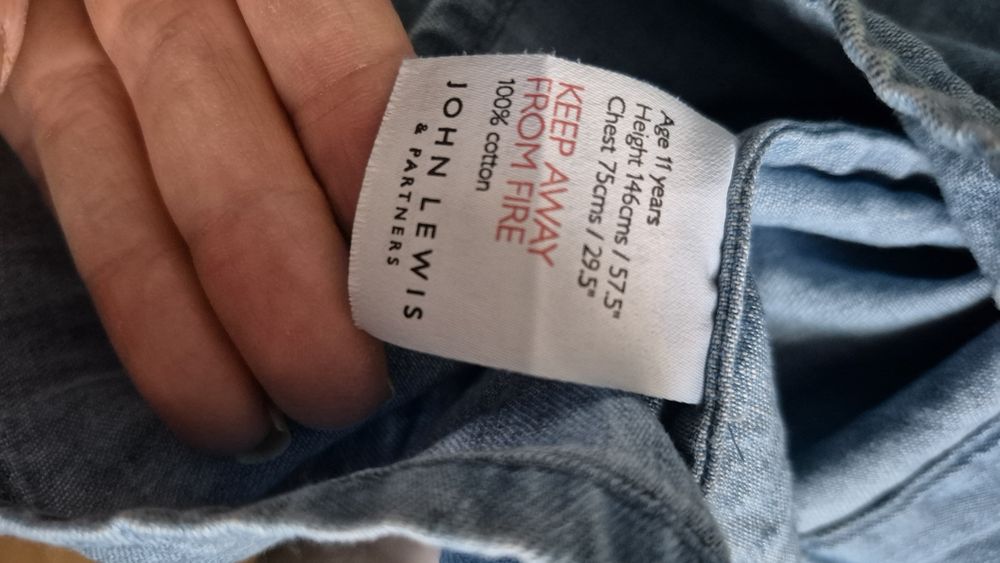 Age 11 years
Height 146cms / 57.5"
Chest 75cms / 29.5"
KEEP AWAY
FROM FIRE
100% cotton
JOHN LEWIS
& PARTNERS